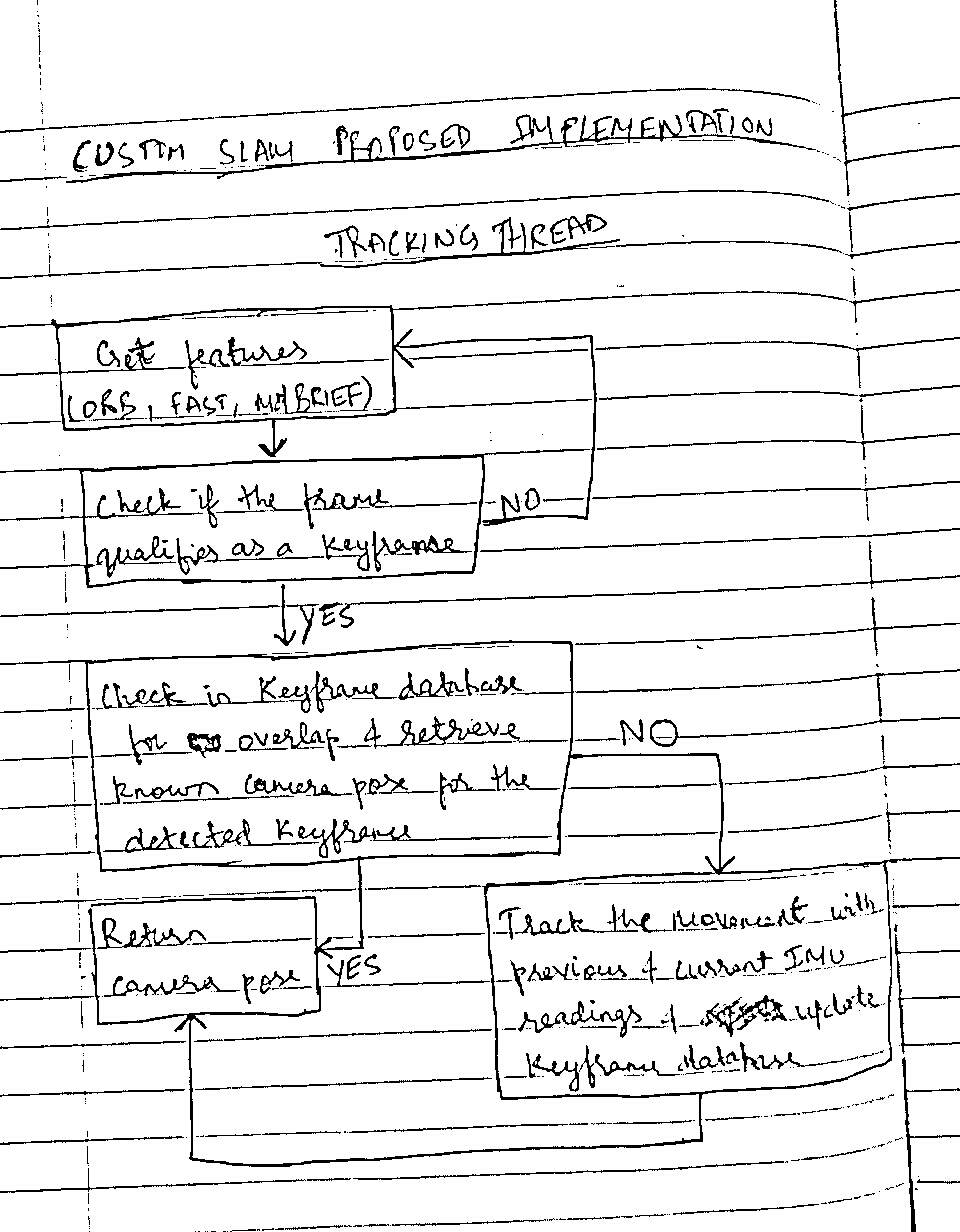 CUSTOM SLAM PROPOSED IMPLEMENTATION
TRACKING THREAD
Get features
(ORB, FAST, BRIEF)
Check if the frame
NO
qualifies as a Keyframe
YES
Check in Keyframe database
for overlap & retrieve
NO
known camera pose for the
detected Keyframe
Return
camera pose
YES
Track the movement with
previous & current IMU
readings & update
Keyframe database